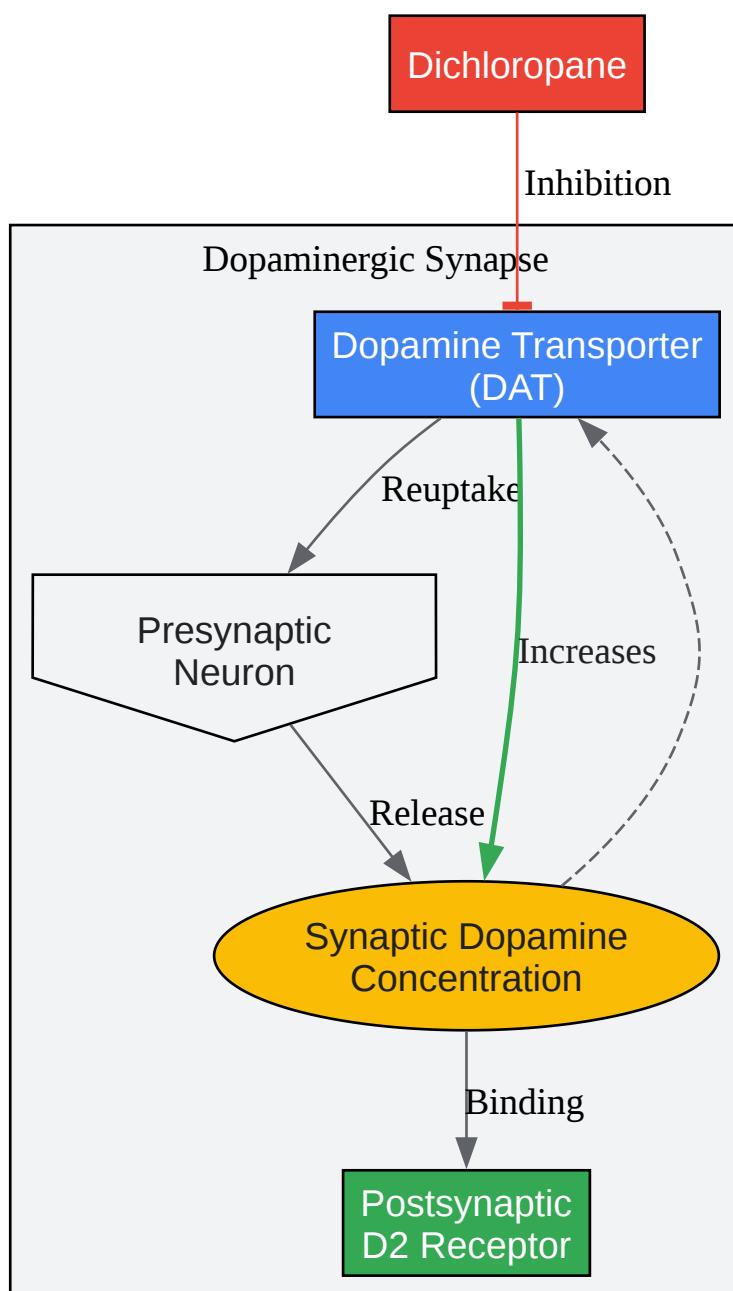 Dichloropane
Inhibition
Dopaminergic Synapse
Dopamine Transporter
(DAT)
Reuptake
Presynaptic
Neuron
Increases
Release
Synaptic Dopamine
Concentration
Binding
Postsynaptic
D2 Receptor